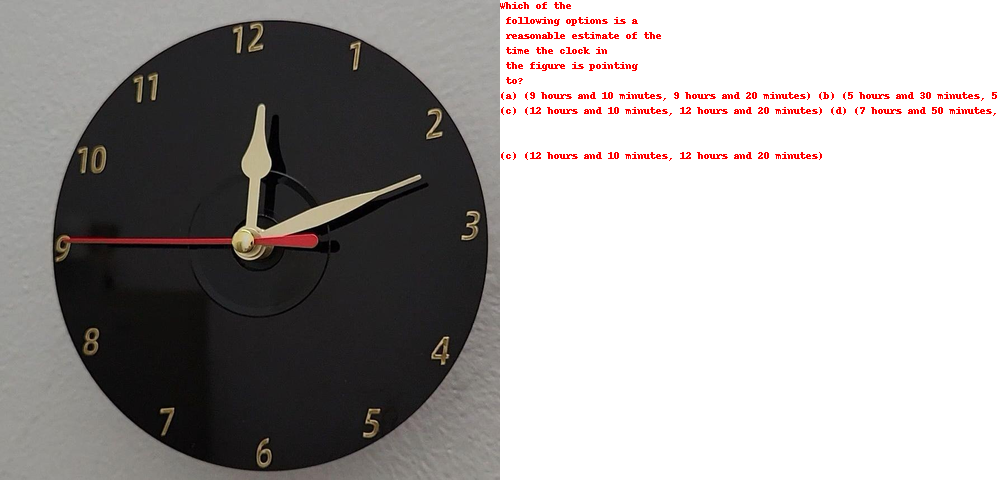 12
11
1
10
2
9
3
8
4
7
5
6
Which of the
following options is a
reasonable estimate of the
time the clock in
the figure is pointing
to?
(a) (9 hours and 10 minutes, 9 hours and 20 minutes) (b) (5 hours and 30 minutes, 5
(c) (12 hours and 10 minutes, 12 hours and 20 minutes) (d) (7 hours and 50 minutes,
(c) (12 hours and 10 minutes, 12 hours and 20 minutes)